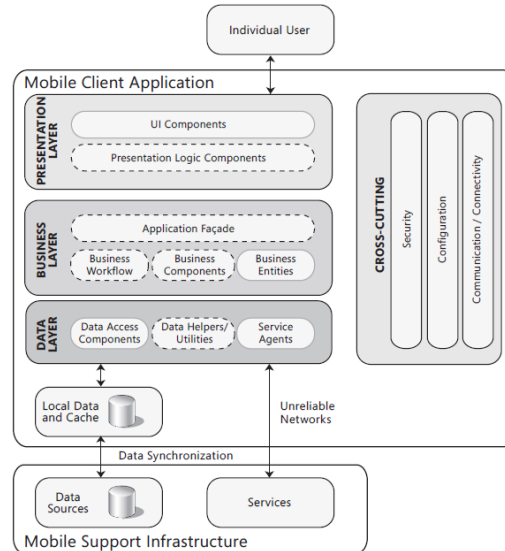 Individual User
Mobile Client Application
PRESENTATION
LAYER
UI Components
Presentation Logic Components
BUSINESS
LAYER
Application Façade
Business
Workflow
Business
Components
Business
Entities
DATA
LAYER
Data Access
Components
Data Helpers/
Utilities
Service
Agents
CROSS-CUTTING
Security
Configuration
Communication / Connectivity
Local Data
and Cache
Unreliable
Networks
Data Synchronization
Data
Sources
Services
Mobile Support Infrastructure